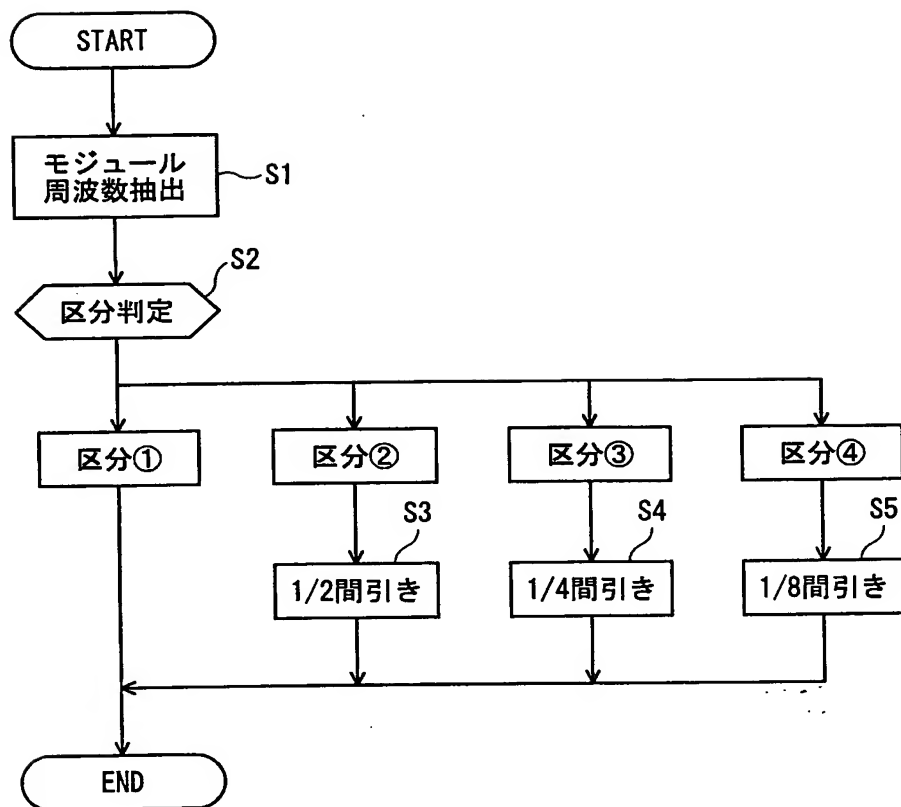 START
モジュール
周波数抽出
S1
S2
区分判定
区分①
区分②
区分③
区分④
S3
S4
S5
1/2間引き
1/4間引き
1/8間引き
END